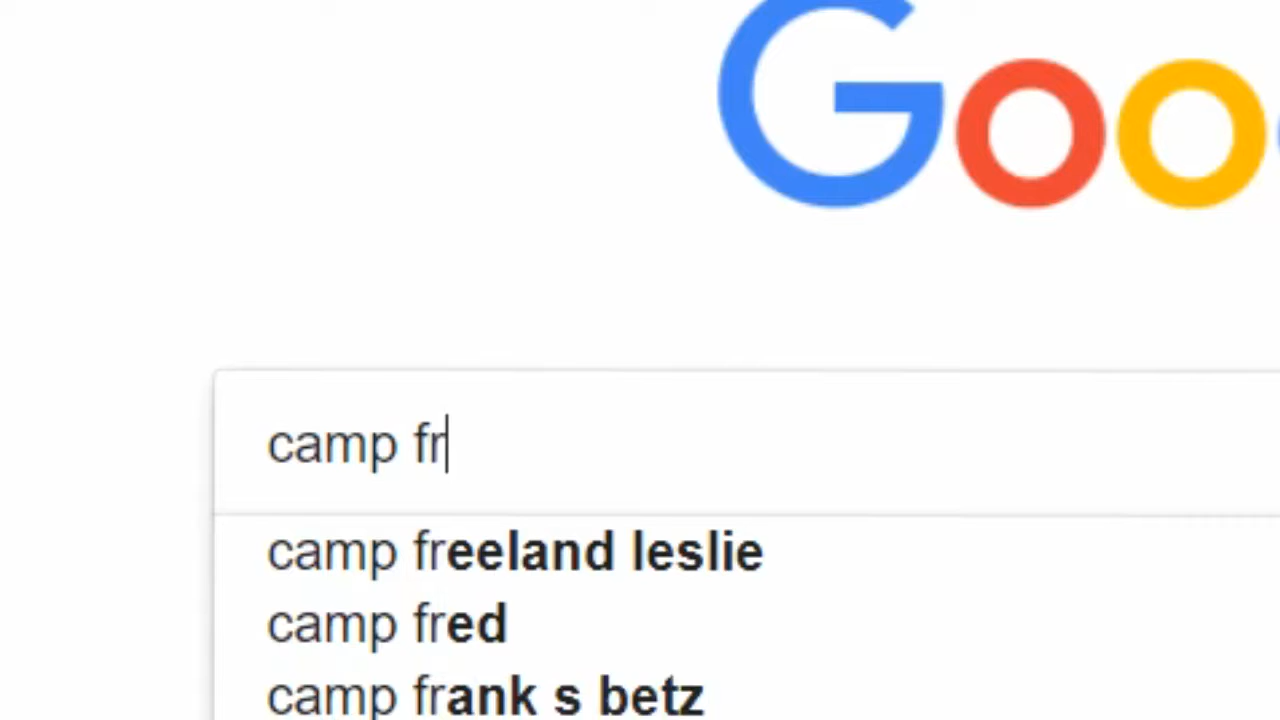 Goo
camp fr
camp freeland leslie
camp fred
camp frank s betz